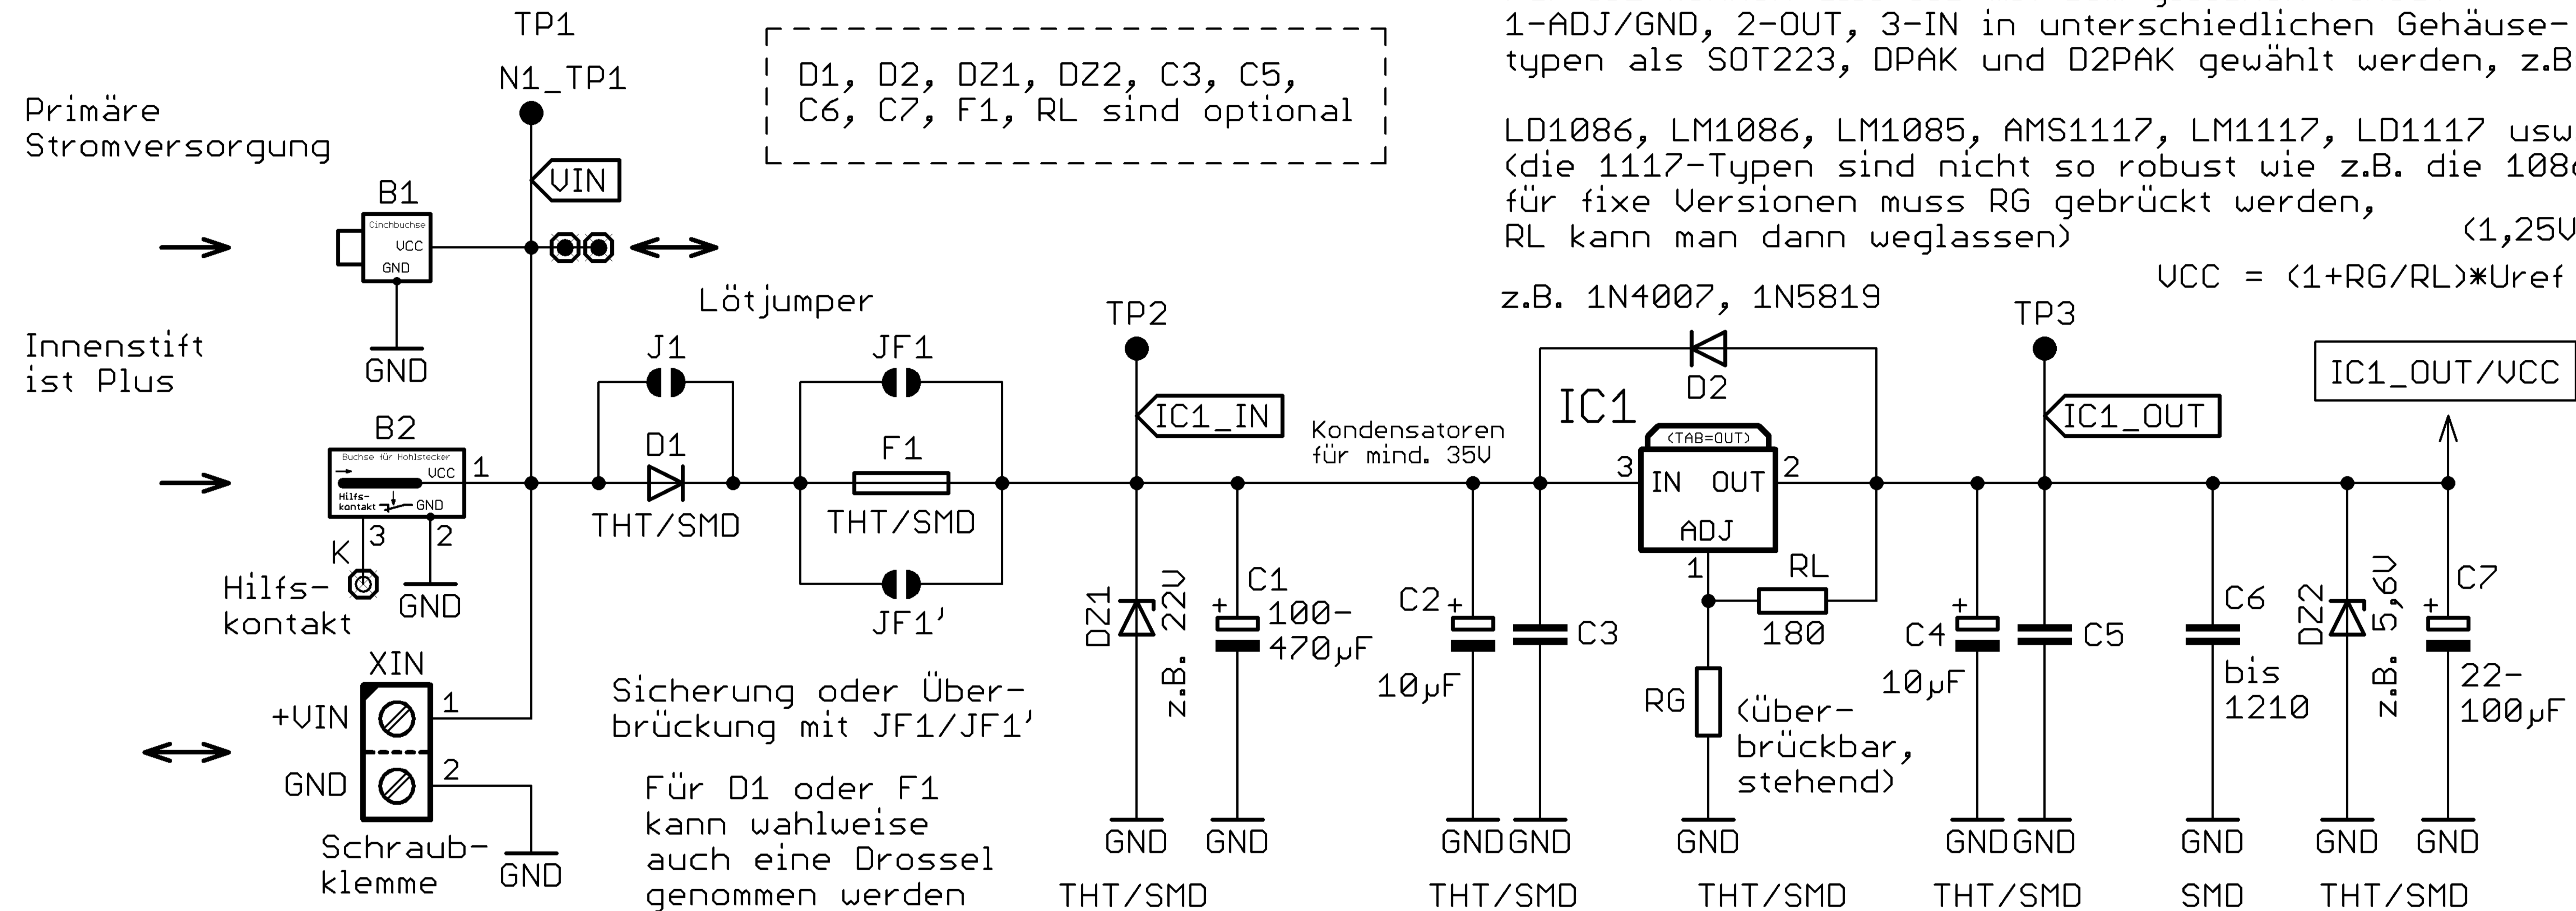 TP1
N1_TP1
Primäre
Stromversorgung
VIN
D1, D2, DZ1, DZ2, C3, C5,
C6, C7, F1, RL sind optional
1-ADJ/GND, 2-OUT, 3-IN in unterschiedlichen Gehäuse-
typen als SOT223, DPAK und D2PAK gewählt werden, z.B.
LD1086, LM1086, LM1085, AMS1117, LM1117, LD1117 usw.
(die 1117-Typen sind nicht so robust wie z.B. die 1086
für fixe Versionen muss RG gebrückt werden,
RL kann man dann weglassen)
(1,25V
VCC = (1+RG/RL)*Uref
z.B. 1N4007, 1N5819
B1
Cinchbuchse
VCC
GND
GND
Innenstift
ist Plus
B2
Buchse für Hohlstecker
VCC
1
Hilfs-
kontakt
GND
3
2
K
Hilfs-
kontakt
GND
XIN
+VIN
1
GND
2
Schraub-
klemme
GND
Lötjumper
J1
D1
THT/SMD
JF1
F1
THT/SMD
JF1'
Sicherung oder Über-
brückung mit JF1/JF1'
Für D1 oder F1
kann wahlweise
auch eine Drossel
genommen werden
TP2
IC1_IN
Kondensatoren
für mind. 35V
DZ1
z.B. 22V
+
C1
100-
470µF
GND
GND
THT/SMD
C2
+
10µF
C3
GND
GND
THT/SMD
D2
IC1
(TAB=OUT)
3
IN
OUT
2
ADJ
1
RL
180
RG
(über-
brückbar,
stehend)
GND
THT/SMD
TP3
IC1_OUT
IC1_OUT/VCC
C4
+
10µF
C5
GND
GND
THT/SMD
C6
bis
1210
GND
SMD
DZ2
z.B. 5,6V
+
C7
22-
100µF
GND
GND
THT/SMD